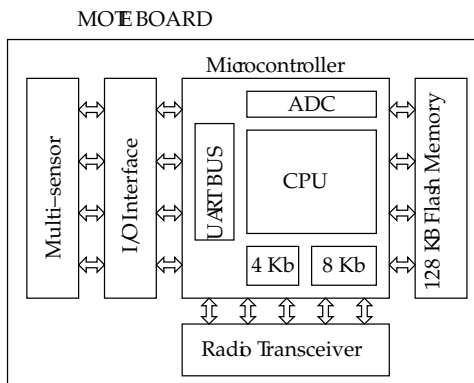 MOTE BOARD
Microcontroller
ADC
Multi-sensor
I/O Interface
UART BUS
CPU
128 KB Flash Memory
4 Kb
8 Kb
Radio Transceiver